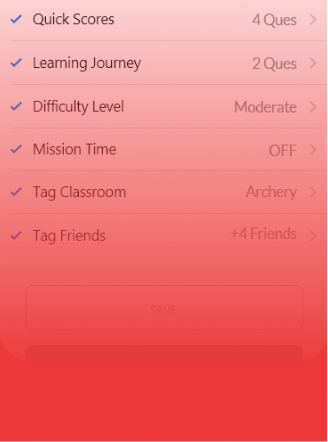 Quick Scores 4 Ques
Learning Journey 2 Ques
Difficulty Level Moderate
Mission Time OFF
Tag Classroom Archery
Tag Friends +4 Friends
SAVE